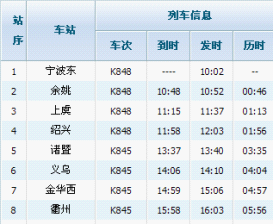 站序 车站 列车信息
车次 到时 发时 历时
1 宁波东 K848 ---- 10:02 --
2 余姚 K848 10:48 10:52 00:46
3 上虞 K848 11:15 11:37 01:13
4 绍兴 K848 11:58 12:03 01:56
5 诸暨 K845 13:37 13:40 03:35
6 义乌 K845 14:06 14:10 04:04
7 金华西 K845 14:59 15:06 04:57
8 衢州 K845 15:58 16:03 05:56